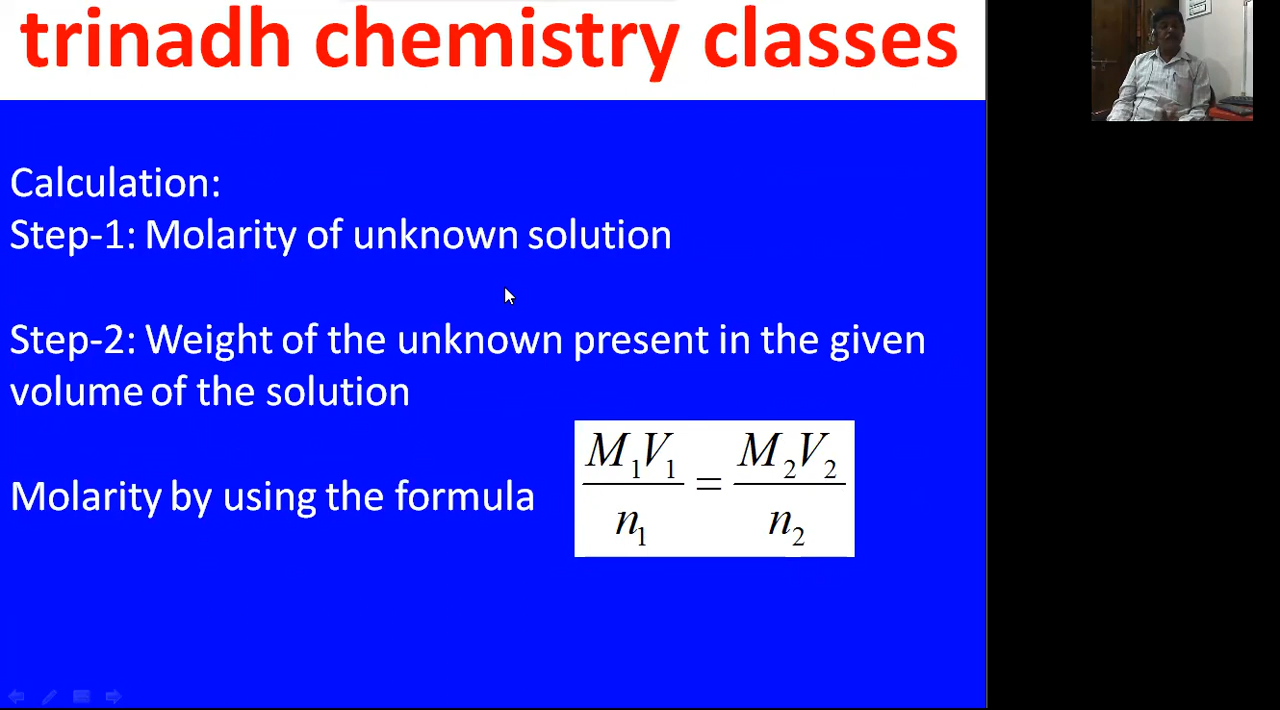 trinadh chemistry classes
Calculation:
Step-1: Molarity of unknown solution
Step-2: Weight of the unknown present in the given
volume of the solution
Molarity by using the formula M₁V₁/n₁ = M₂V₂/n₂